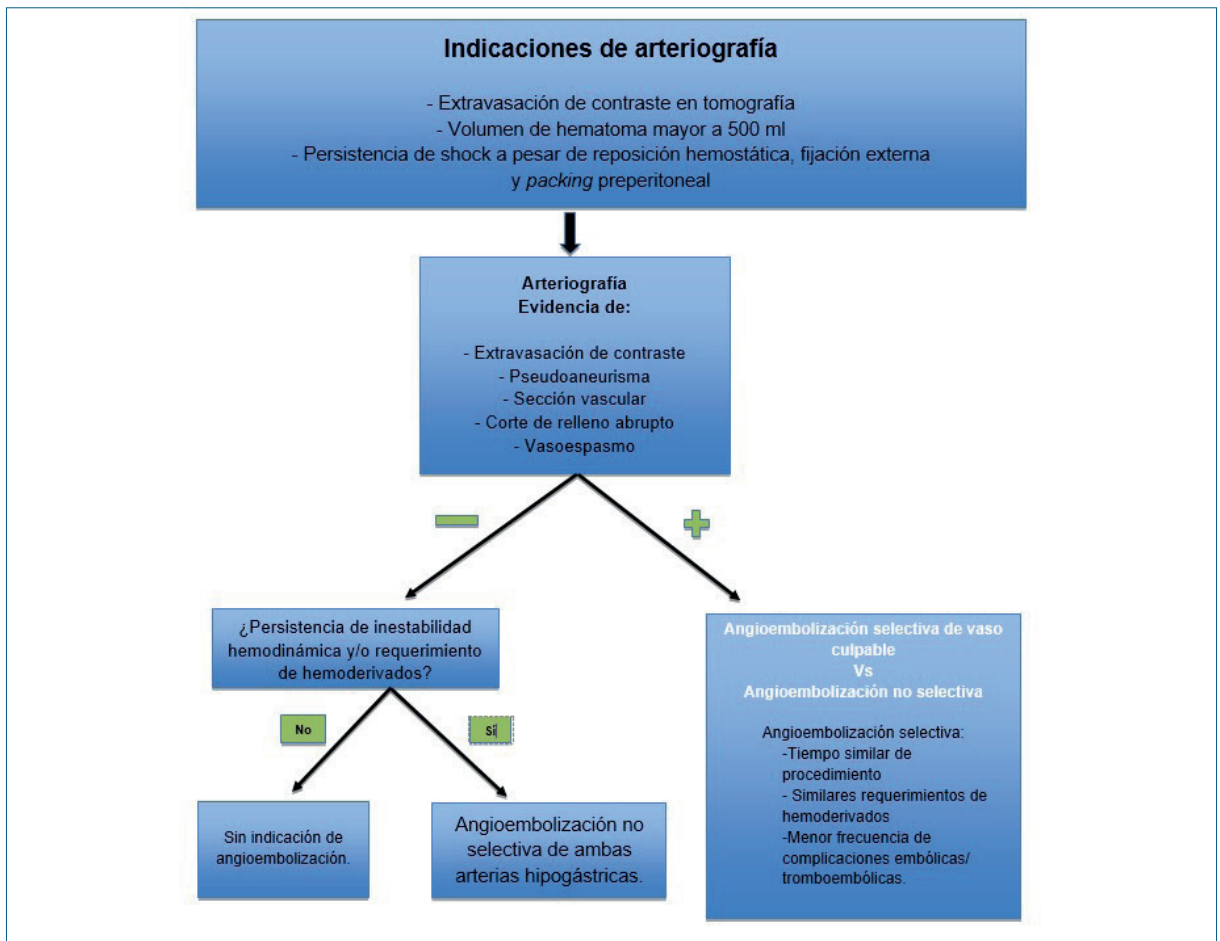 Indicaciones de arteriografía
- Extravasación de contraste en tomografía
- Volumen de hematoma mayor a 500 ml
- Persistencia de shock a pesar de reposición hemostática, fijación externa
y packing preperitoneal
Arteriografía
Evidencia de:
- Extravasación de contraste
- Pseudoaneurisma
- Sección vascular
- Corte de relleno abrupto
- Vasoespasmo
¿Persistencia de inestabilidad
hemodinámica y/o requerimiento
de hemoderivados?
No
Si
Sin indicación de
angioembolización.
Angioembolización no
selectiva de ambas
arterias hipogástricas.
Angioembolización selectiva de vaso
culpable
Vs
Angioembolización no selectiva
Angioembolización selectiva:
-Tiempo similar de
procedimiento
- Similares requerimientos de
hemoderivados
-Menor frecuencia de
complicaciones embólicas/
tromboembólicas.